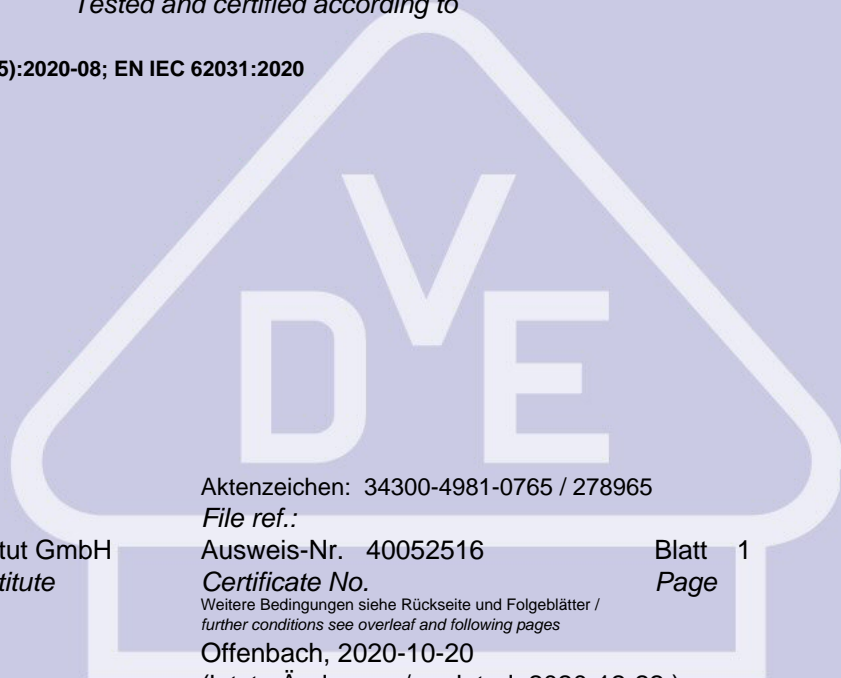 Tested and certified according to
5):2020-08; EN IEC 62031:2020
DVE
Aktenzeichen: 34300-4981-0765 / 278965
File ref.:
tut GmbH Ausweis-Nr. 40052516 Blatt 1
titute Certificate No. Page
Weitere Bedingungen siehe Rückseite und Folgeblätter /
further conditions see overleaf and following pages
Offenbach, 2020-10-20